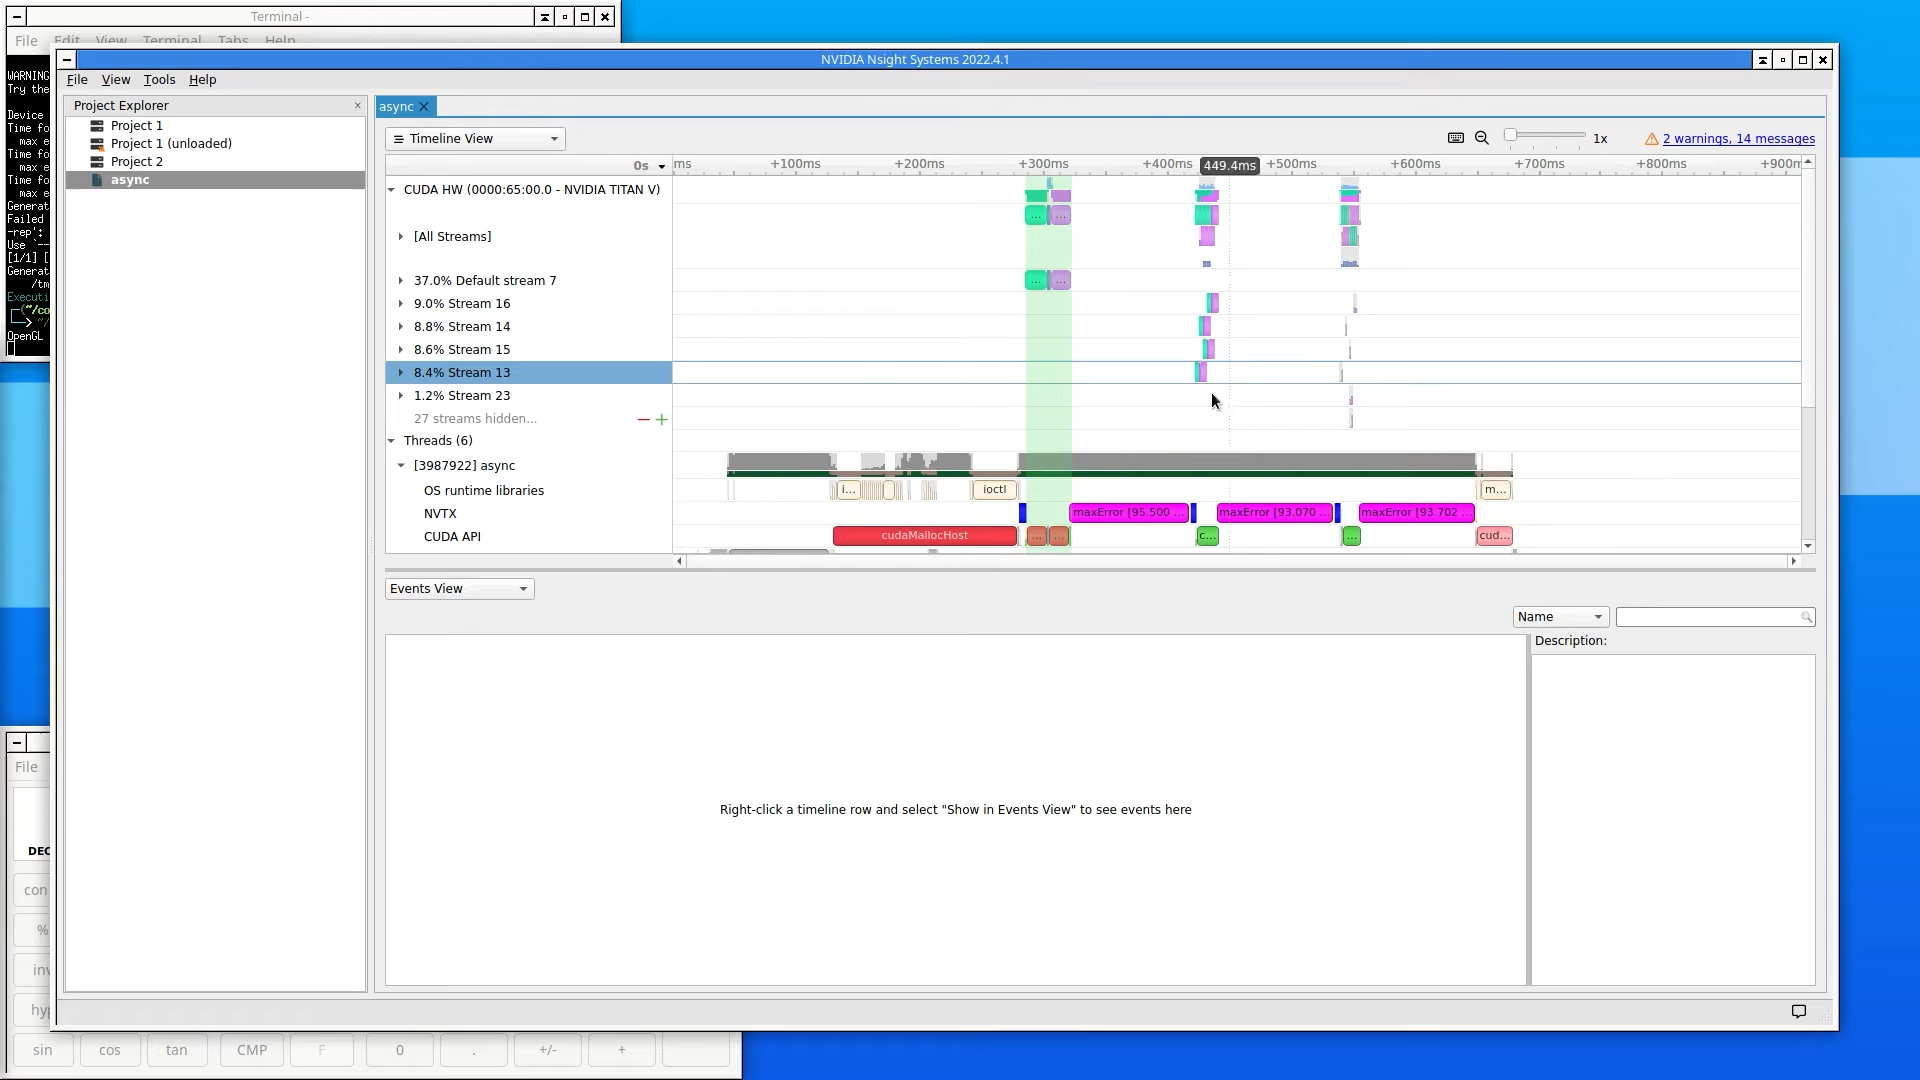 Terminal -
File Edit View Terminal Tabs Help
WARNING
Try the
Device
Time fo
max e
Time fo
max e
Time fo
max e
Generat
Failed
-rep':
Use `--
[1/1] [
Generat
/tm
Executi
(~/co
OpenGL
NVIDIA Nsight Systems 2022.4.1
File View Tools Help
Project Explorer
Project 1
Project 1 (unloaded)
Project 2
async
async
Timeline View
1x
2 warnings, 14 messages
0s ms +100ms +200ms +300ms +400ms 449.4ms +500ms +600ms +700ms +800ms +900m
CUDA HW (0000:65:00.0 - NVIDIA TITAN V)
... ...
[All Streams]
37.0% Default stream 7 ... ...
9.0% Stream 16
8.8% Stream 14
8.6% Stream 15
8.4% Stream 13
1.2% Stream 23
27 streams hidden... − +
Threads (6)
[3987922] async
OS runtime libraries i... ioctl m...
NVTX maxError [95.500 ... maxError [93.070 ... maxError [93.702 ...
CUDA API cudaMallocHost ... ... c... ... cud...
Events View
Name
Description:
Right-click a timeline row and select "Show in Events View" to see events here
File
DEC
con
%
inv
hyp
sin cos tan CMP F 0 . +/- +